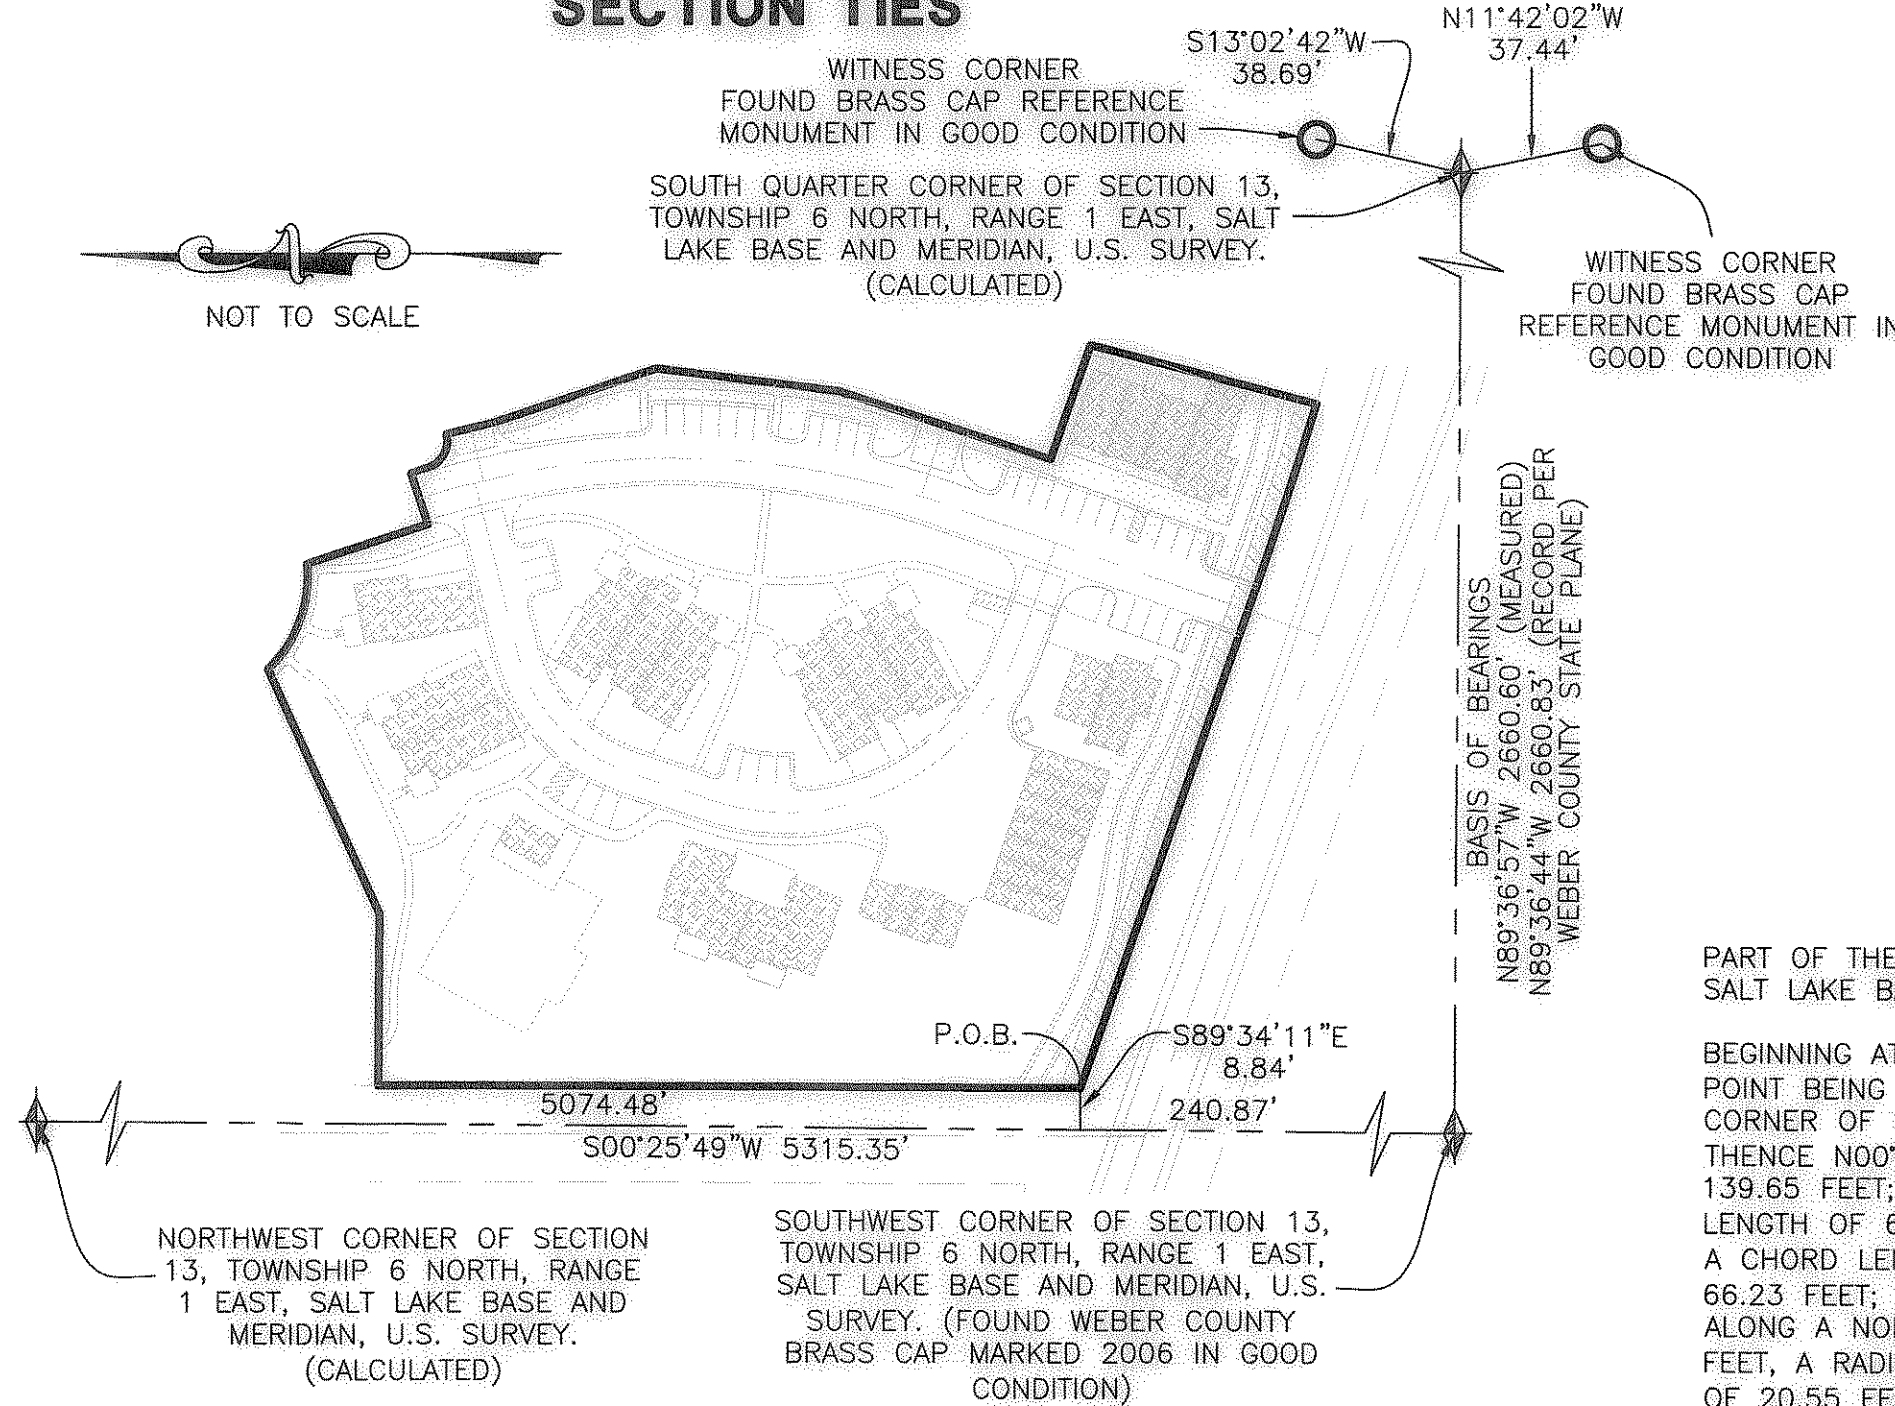 SECTION TIES
N11°42'02"W
37.44'
S13°02'42"W
38.69'
WITNESS CORNER
FOUND BRASS CAP REFERENCE
MONUMENT IN GOOD CONDITION
SOUTH QUARTER CORNER OF SECTION 13,
TOWNSHIP 6 NORTH, RANGE 1 EAST, SALT
LAKE BASE AND MERIDIAN, U.S. SURVEY.
(CALCULATED)
NOT TO SCALE
WITNESS CORNER
FOUND BRASS CAP
REFERENCE MONUMENT IN
GOOD CONDITION
BASIS OF BEARINGS
N89°36'57"W 2660.60' (MEASURED)
N89°36'44"W 2660.83' (RECORD PER
WEBER COUNTY STATE PLANE)
P.O.B.
S89°34'11"E
8.84'
5074.48'
240.87'
S00°25'49"W 5315.35'
NORTHWEST CORNER OF SECTION
13, TOWNSHIP 6 NORTH, RANGE
1 EAST, SALT LAKE BASE AND
MERIDIAN, U.S. SURVEY.
(CALCULATED)
SOUTHWEST CORNER OF SECTION 13,
TOWNSHIP 6 NORTH, RANGE 1 EAST,
SALT LAKE BASE AND MERIDIAN, U.S.
SURVEY. (FOUND WEBER COUNTY
BRASS CAP MARKED 2006 IN GOOD
CONDITION)
PART OF THE
SALT LAKE
BEGINNING AT
POINT BEING
CORNER OF
THENCE N00°
139.65 FEET;
LENGTH OF
A CHORD
66.23 FEET;
ALONG A
FEET, A
OF 20.55